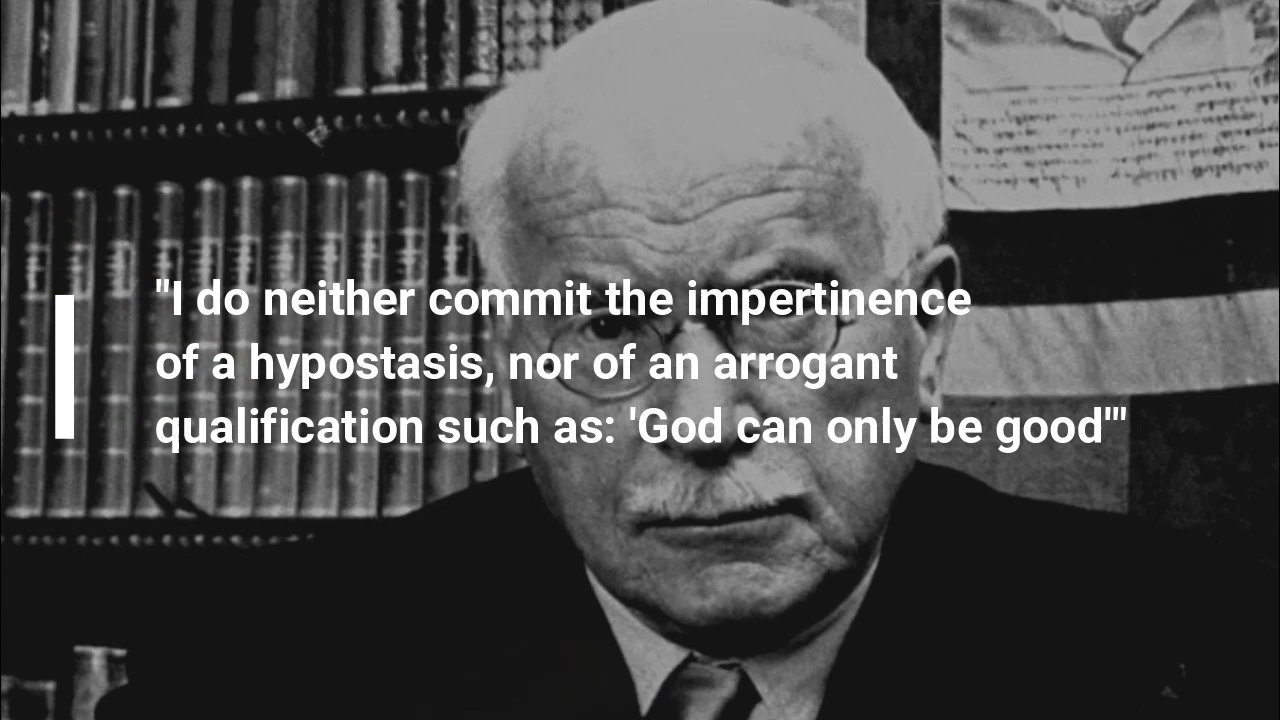 "I do neither commit the impertinence
of a hypostasis, nor of an arrogant
qualification such as: 'God can only be good'"